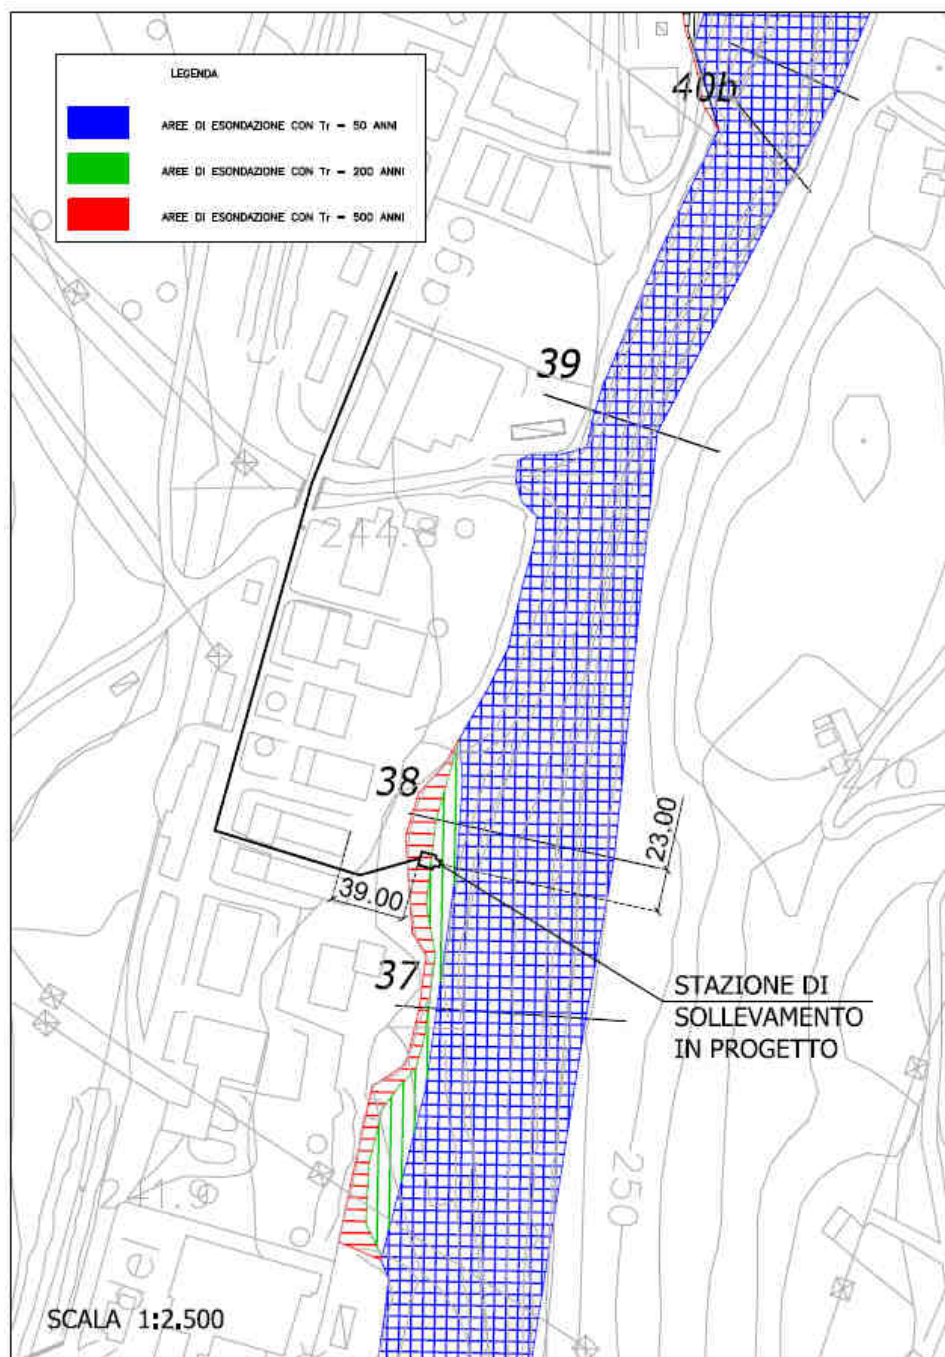 LEGENDA
AREE DI ESONDAZIONE CON Tr = 50 ANNI
AREE DI ESONDAZIONE CON Tr = 200 ANNI
AREE DI ESONDAZIONE CON Tr = 500 ANNI
40b
39
244.8
38
270
23.00
39.00
37
STAZIONE DI
SOLLEVAMENTO
IN PROGETTO
250
241.9
SCALA 1:2.500